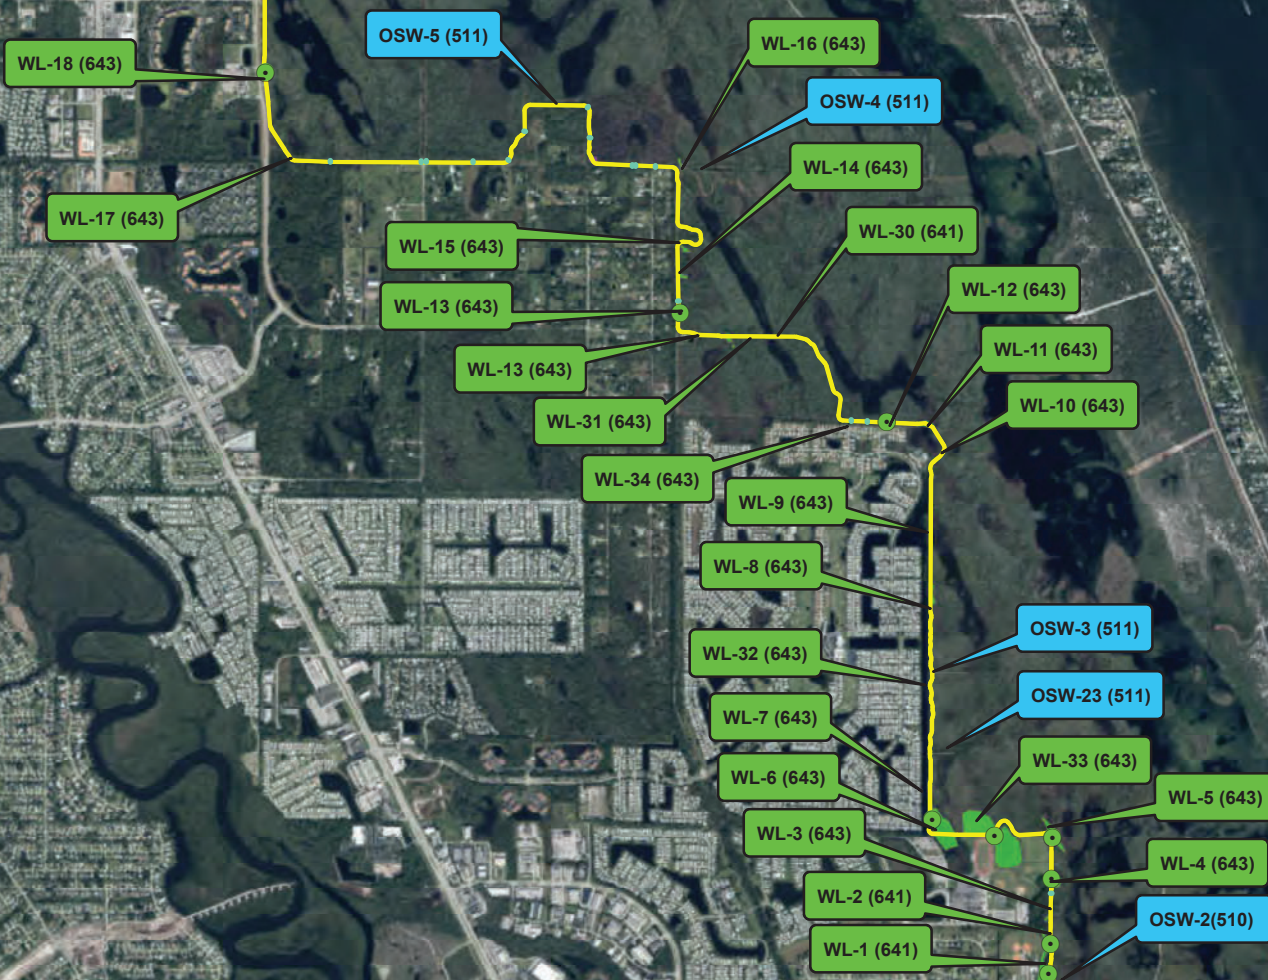 OSW-5 (511)
WL-16 (643)
WL-18 (643)
OSW-4 (511)
WL-14 (643)
WL-17 (643)
WL-30 (641)
WL-15 (643)
WL-12 (643)
WL-13 (643)
WL-11 (643)
WL-13 (643)
WL-10 (643)
WL-31 (643)
WL-34 (643)
WL-9 (643)
WL-8 (643)
OSW-3 (511)
WL-32 (643)
OSW-23 (511)
WL-7 (643)
WL-33 (643)
WL-6 (643)
WL-5 (643)
WL-3 (643)
WL-4 (643)
WL-2 (641)
OSW-2(510)
WL-1 (641)